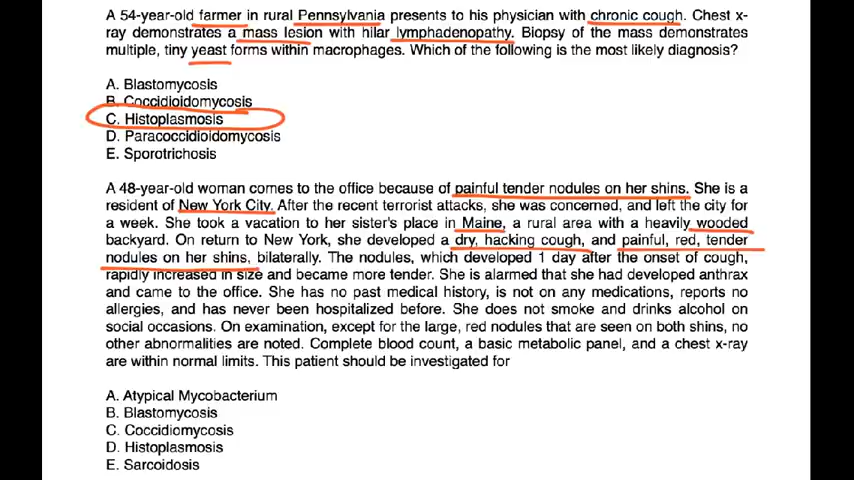 A 54-year-old farmer in rural Pennsylvania presents to his physician with chronic cough. Chest x-
ray demonstrates a mass lesion with hilar lymphadenopathy. Biopsy of the mass demonstrates
multiple, tiny yeast forms within macrophages. Which of the following is the most likely diagnosis?
A. Blastomycosis
B. Coccidioidomycosis
C. Histoplasmosis
D. Paracoccidioidomycosis
E. Sporotrichosis
A 48-year-old woman comes to the office because of painful tender nodules on her shins. She is a
resident of New York City. After the recent terrorist attacks, she was concerned, and left the city for
a week. She took a vacation to her sister's place in Maine, a rural area with a heavily wooded
backyard. On return to New York, she developed a dry, hacking cough, and painful, red, tender
nodules on her shins, bilaterally. The nodules, which developed 1 day after the onset of cough,
rapidly increased in size and became more tender. She is alarmed that she had developed anthrax
and came to the office. She has no past medical history, is not on any medications, reports no
allergies, and has never been hospitalized before. She does not smoke and drinks alcohol on
social occasions. On examination, except for the large, red nodules that are seen on both shins, no
other abnormalities are noted. Complete blood count, a basic metabolic panel, and a chest x-ray
are within normal limits. This patient should be investigated for
A. Atypical Mycobacterium
B. Blastomycosis
C. Coccidiomycosis
D. Histoplasmosis
E. Sarcoidosis